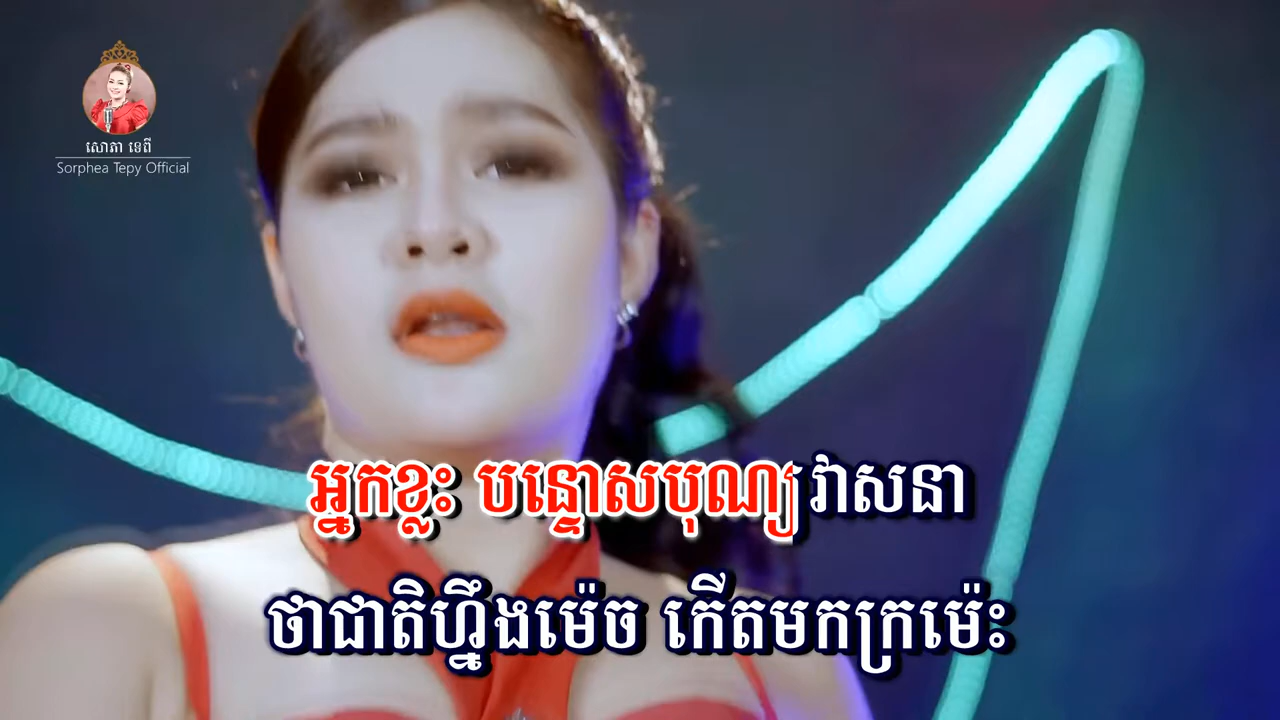 សោភា ទេពី
Sorphea Tepy Official
អ្នកខ្លះ បន្ទោសបុណ្យវាសនា
ថាជាតិហ្នឹងម៉េច កើតមកក្រម៉េះ